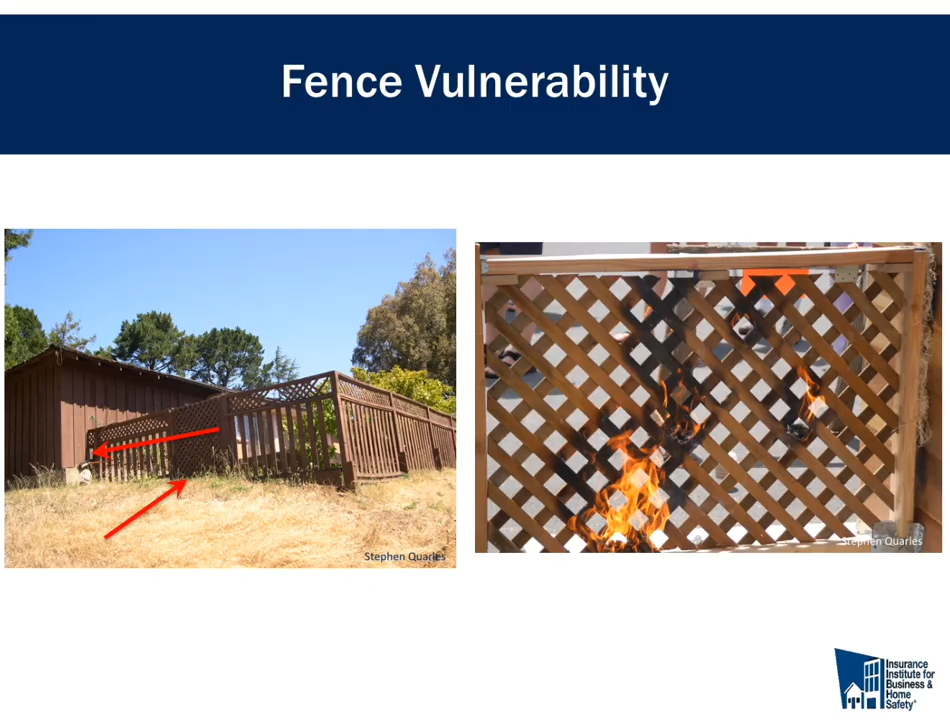 Fence Vulnerability
Stephen Quarles
Stephen Quarles
Insurance
Institute for
Business &
Home
Safety®